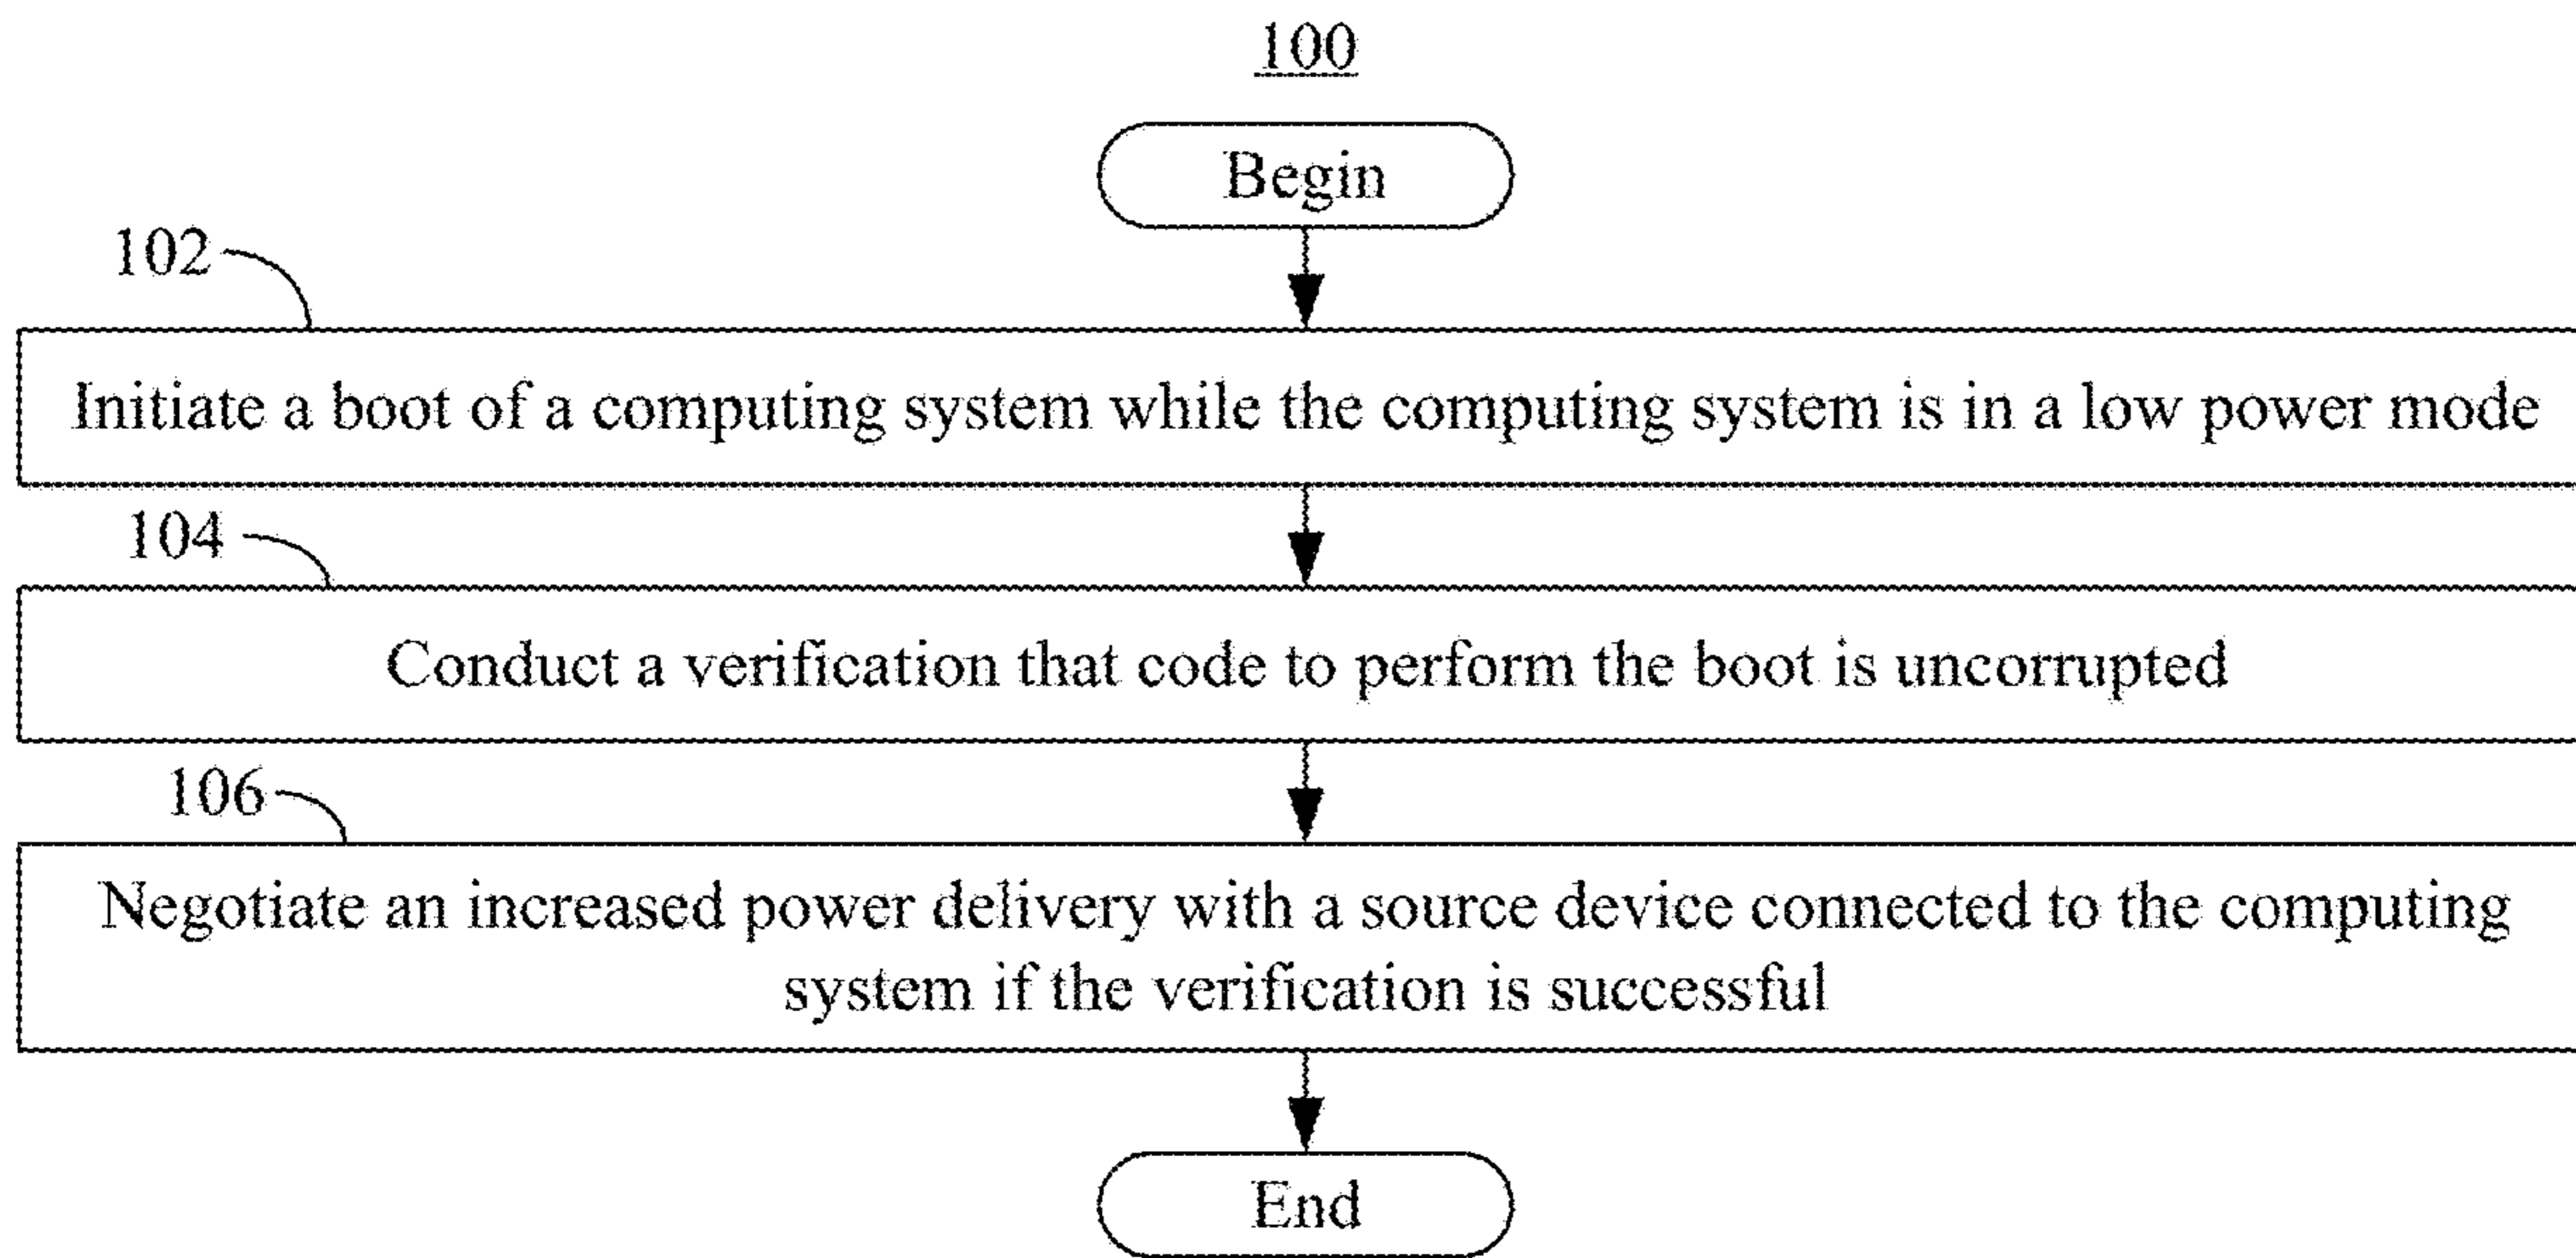 100
Begin
102
Initiate a boot of a computing system while the computing system is in a low power mode
104
Conduct a verification that code to perform the boot is uncorrupted
106
Negotiate an increased power delivery with a source device connected to the computing
system if the verification is successful
End